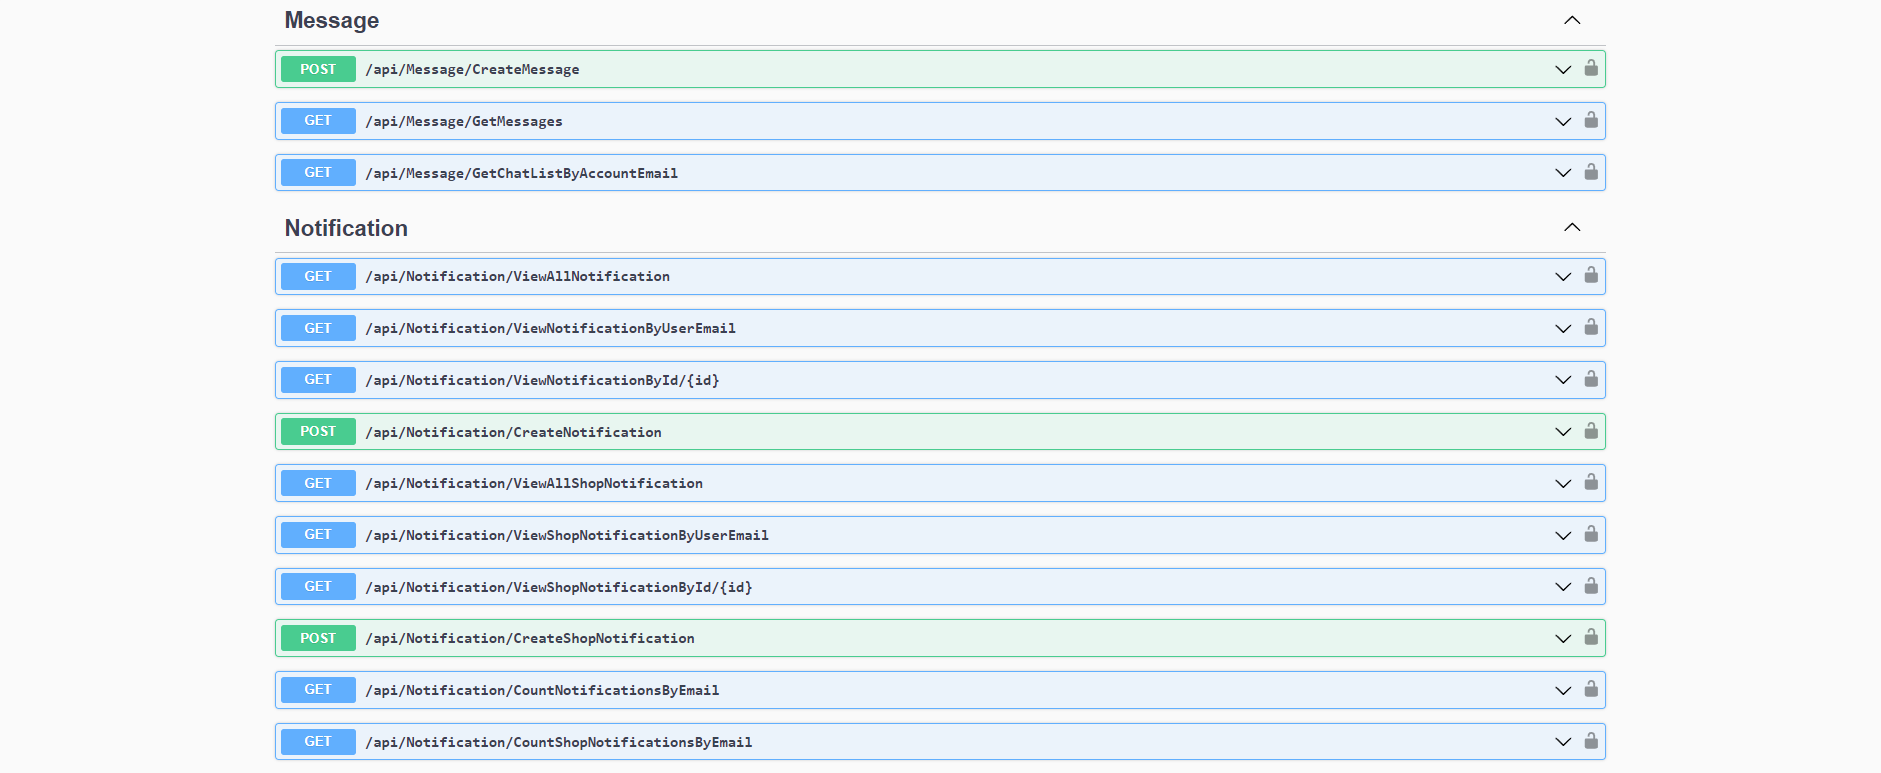 Message
POST /api/Message/CreateMessage
GET /api/Message/GetMessages
GET /api/Message/GetChatListByAccountEmail
Notification
GET /api/Notification/ViewAllNotification
GET /api/Notification/ViewNotificationByUserEmail
GET /api/Notification/ViewNotificationById/{id}
POST /api/Notification/CreateNotification
GET /api/Notification/ViewAllShopNotification
GET /api/Notification/ViewShopNotificationByUserEmail
GET /api/Notification/ViewShopNotificationById/{id}
POST /api/Notification/CreateShopNotification
GET /api/Notification/CountNotificationsByEmail
GET /api/Notification/CountShopNotificationsByEmail